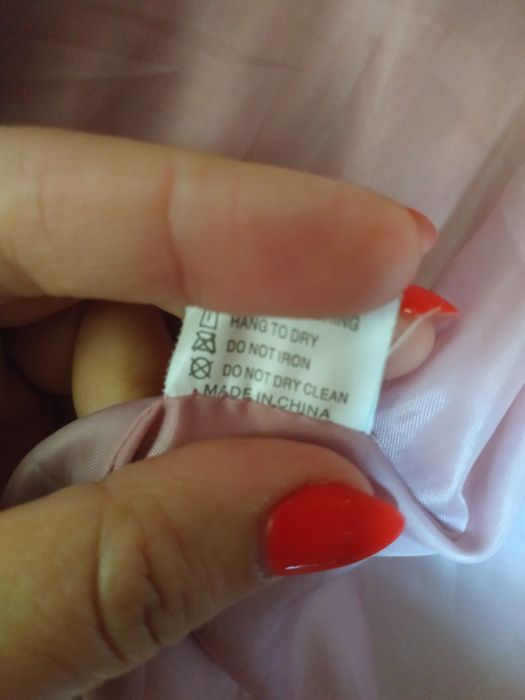 HANG TO DRY
DO NOT IRON
DO NOT DRY CLEAN
MADE IN CHINA